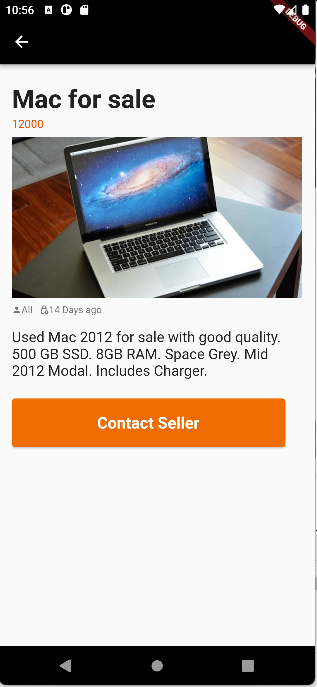 10:56
DEBUG
Mac for sale
12000
All 14 Days ago
Used Mac 2012 for sale with good quality.
500 GB SSD. 8GB RAM. Space Grey. Mid
2012 Modal. Includes Charger.
Contact Seller